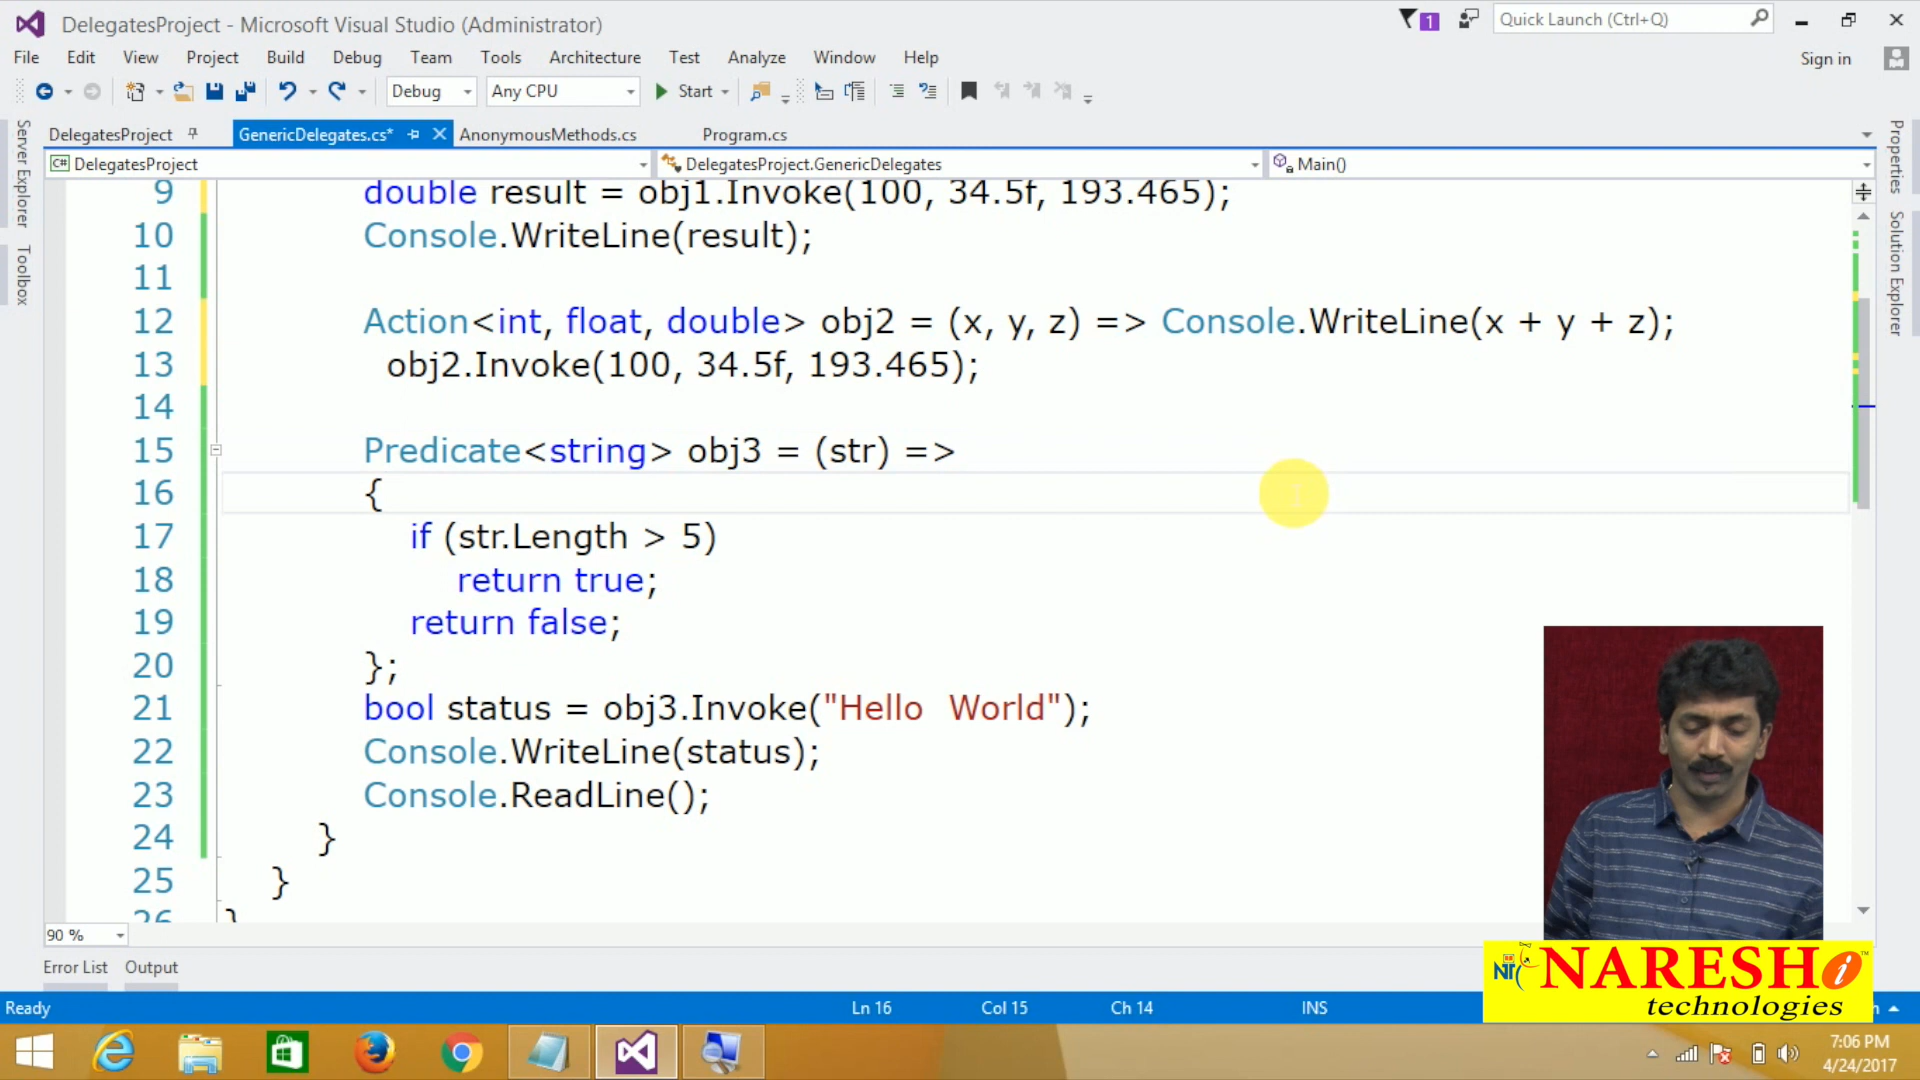 DelegatesProject - Microsoft Visual Studio (Administrator)
1
Quick Launch (Ctrl+Q)
File Edit View Project Build Debug Team Tools Architecture Test Analyze Window Help
Sign in
Debug Any CPU Start
DelegatesProject GenericDelegates.cs* AnonymousMethods.cs Program.cs
C# DelegatesProject DelegatesProject.GenericDelegates Main()
Server Explorer
Toolbox
Properties
Solution Explorer
9 double result = obj1.Invoke(100, 34.5f, 193.465);
10 Console.WriteLine(result);
11
12 Action<int, float, double> obj2 = (x, y, z) => Console.WriteLine(x + y + z);
13 obj2.Invoke(100, 34.5f, 193.465);
14
15 Predicate<string> obj3 = (str) =>
16 {
17 if (str.Length > 5)
18 return true;
19 return false;
20 };
21 bool status = obj3.Invoke("Hello  World");
22 Console.WriteLine(status);
23 Console.ReadLine();
24 }
25 }
26 }
90 %
Error List Output
Ready Ln 16 Col 15 Ch 14 INS
NARESH i
technologies
7:06 PM
4/24/2017